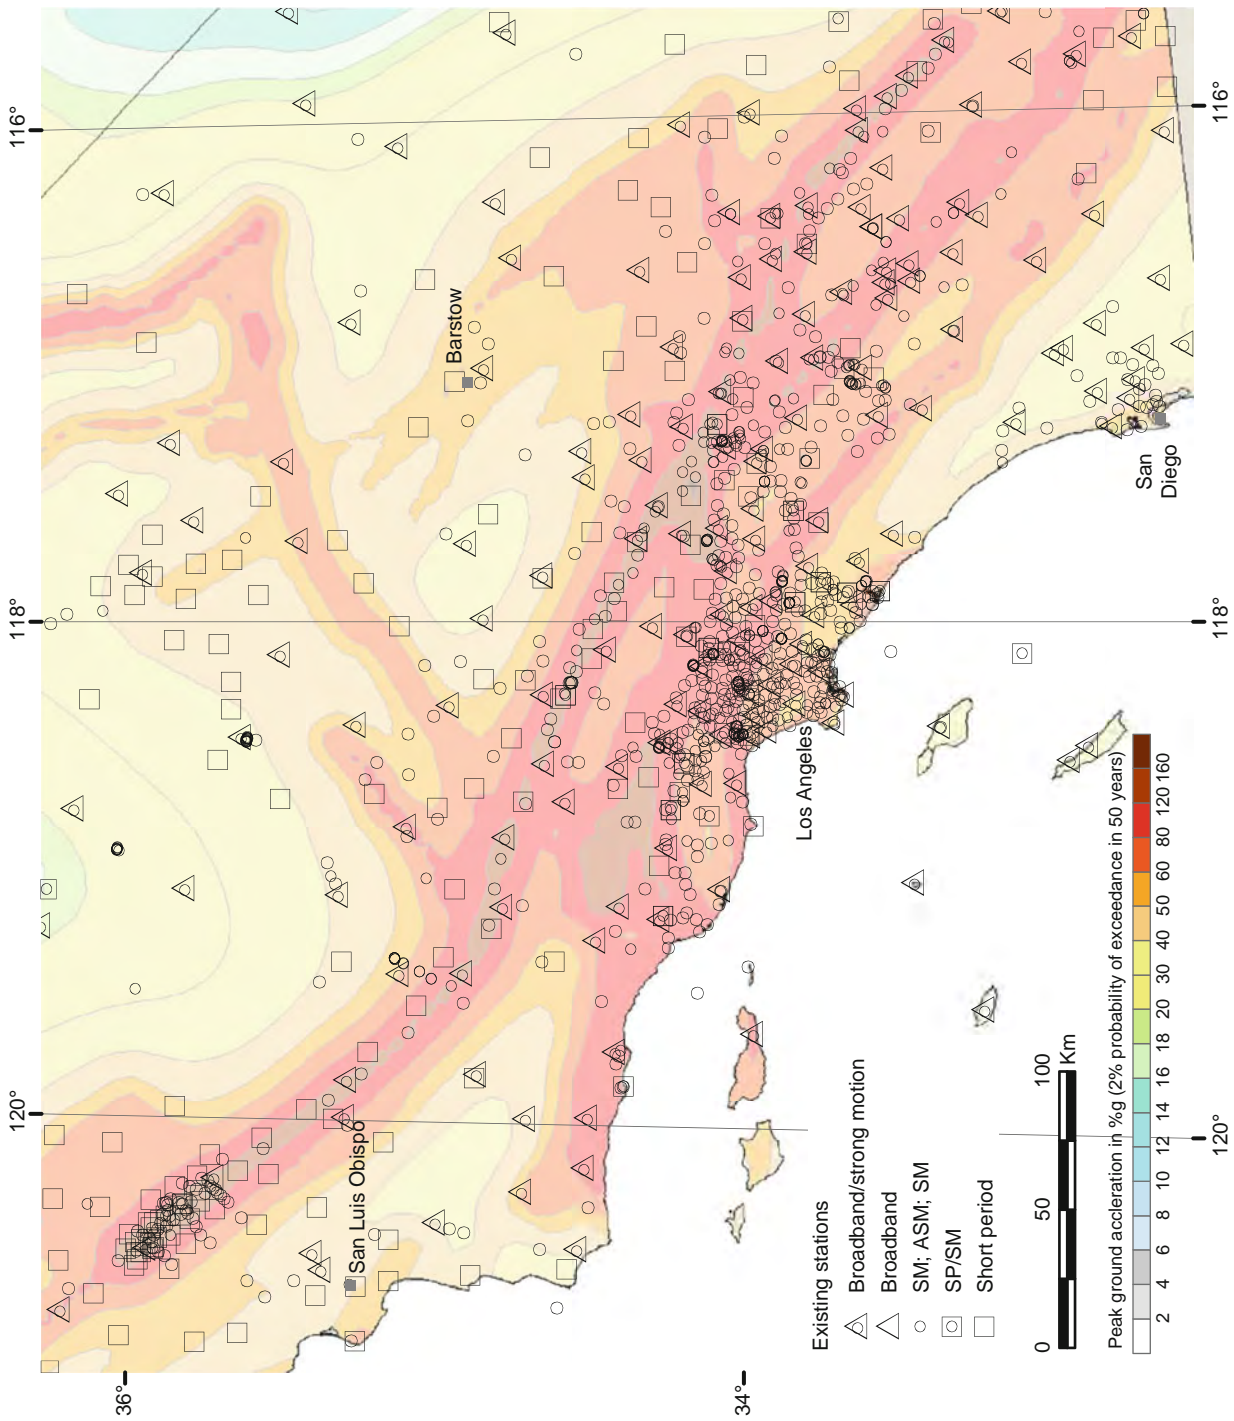 116°
118°
120°
36°
34°
116°
118°
120°
Barstow
San
Diego
Los Angeles
San Luis Obispo
Existing stations
Broadband/strong motion
Broadband
SM; ASM; SM
SP/SM
Short period
0 50 100
Km
Peak ground accleration in %g (2% probability of exceedance in 50 years)
2 4 6 8 10 12 14 16 18 20 30 40 50 60 80 120 160